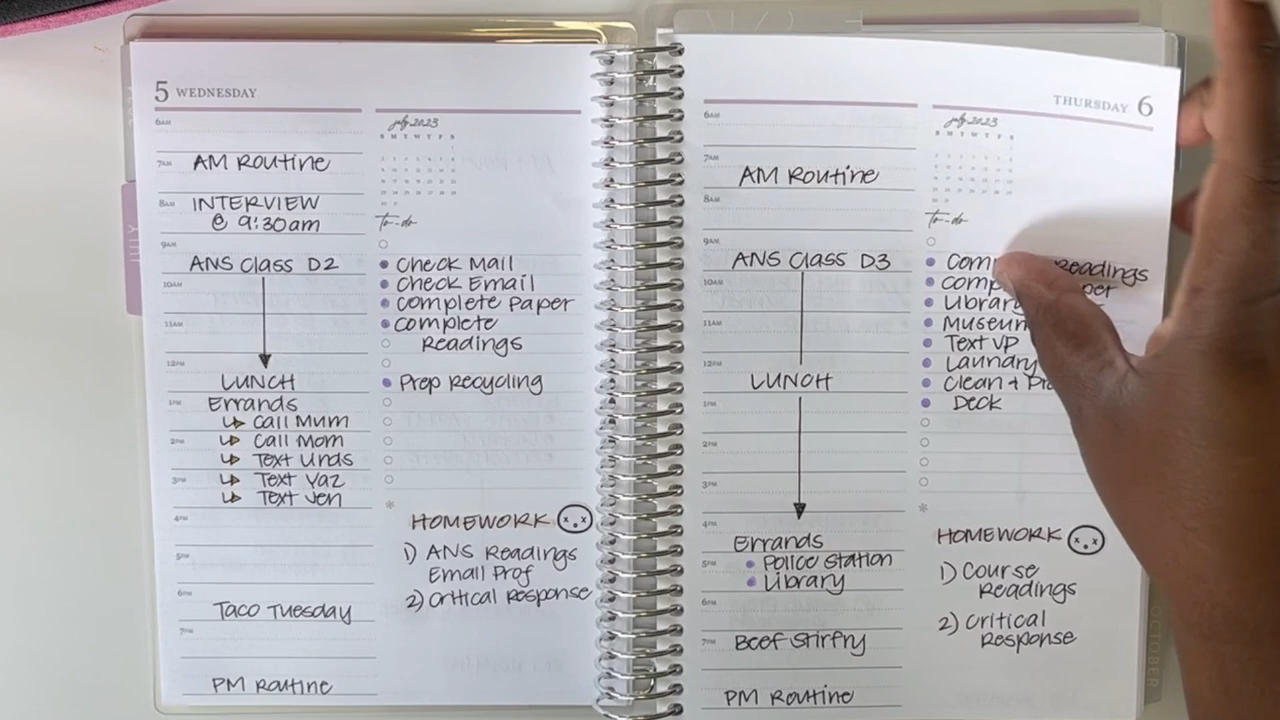 5 WEDNESDAY
6AM
7AM
AM ROUTINE
8AM
INTERVIEW
@ 9:30am
9AM
ANS Class D2
10AM
11AM
12PM
LUNCH
1PM
Errands
Call Mum
2PM
Call Mom
Text Unds
3PM
Text Yaz
Text Jen
4PM
5PM
6PM
Taco Tuesday
7PM
PM Routine
july 2023
S M T W T F S
to-do
Check Mail
Check Email
Complete Paper
Complete
Readings
Prep Recycling
HOMEWORK
1) ANS Readings
Email Prof
2) Critical Response
JULY
THURSDAY 6
6AM
7AM
AM Routine
8AM
9AM
ANS Class D3
10AM
11AM
12PM
LUNCH
1PM
2PM
3PM
4PM
Errands
5PM
Police Station
Library
6PM
7PM
Beef Stirfry
PM Routine
july 2023
S M T W T F S
to-do
Readings
Library
Museum
Text VP
Laundry
Clean +
Deck
HOMEWORK
1) Course
Readings
2) Critical
Response
OCTOBER